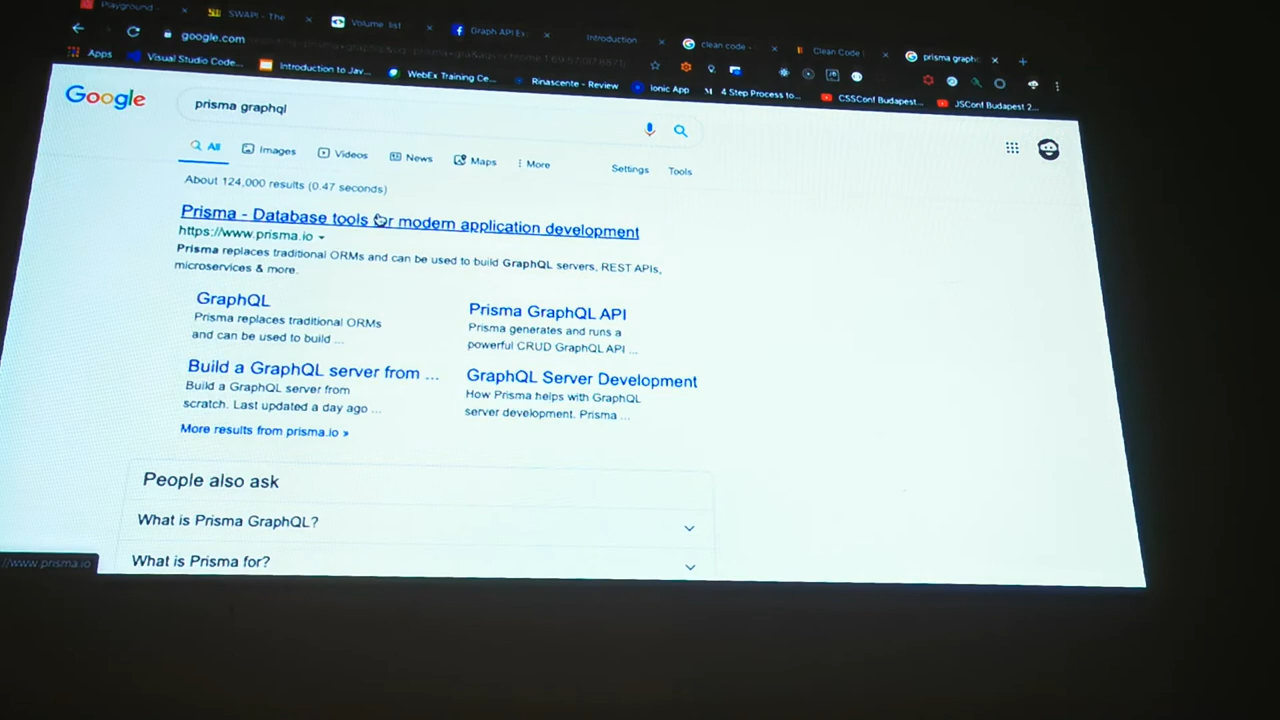 Playground
SWAPI - The
Volume: list
Graph API Ex
Introduction
clean code -
Clean Code
prisma graphc
google.com
Apps
Visual Studio Code...
Introduction to Jav...
WebEx Training Ce...
Rinascente - Review
Ionic App
4 Step Process to...
CSSConf Budapest...
JSConf Budapest 2...
Google
prisma graphql
All
Images
Videos
News
Maps
More
Settings
Tools
About 124,000 results (0.47 seconds)
Prisma - Database tools for modern application development
https://www.prisma.io
Prisma replaces traditional ORMs and can be used to build GraphQL servers, REST APIs,
microservices & more.
GraphQL
Prisma replaces traditional ORMs
and can be used to build ...
Prisma GraphQL API
Prisma generates and runs a
powerful CRUD GraphQL API ...
Build a GraphQL server from ...
Build a GraphQL server from
scratch. Last updated a day ago ...
GraphQL Server Development
How Prisma helps with GraphQL
server development. Prisma ...
More results from prisma.io »
People also ask
What is Prisma GraphQL?
What is Prisma for?
//www.prisma.io